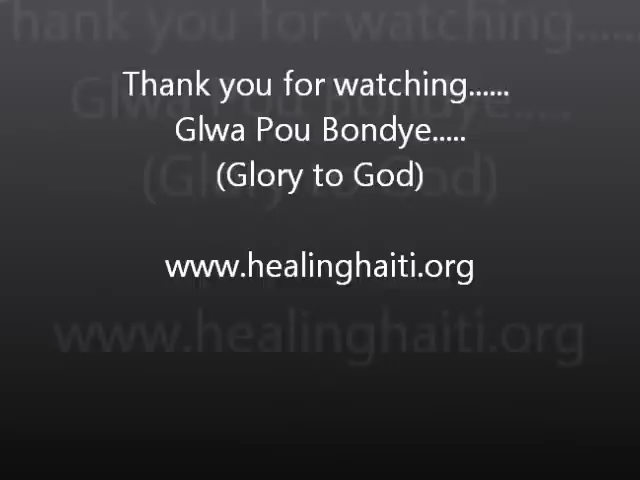 Thank you for watching......
Glwa Pou Bondye.....
(Glory to God)
www.healinghaiti.org